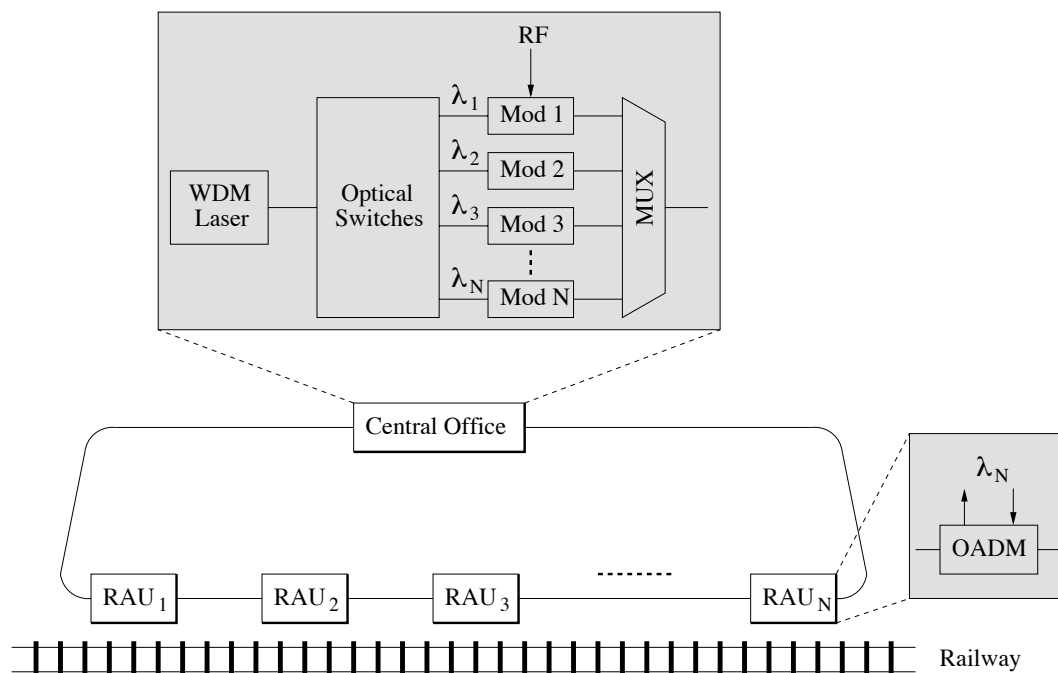 RF
λ1
Mod 1
λ2
Mod 2
WDM
Laser
Optical
Switches
λ3
Mod 3
λN
Mod N
MUX
Central Office
λN
OADM
RAU1
RAU2
RAU3
RAUN
Railway